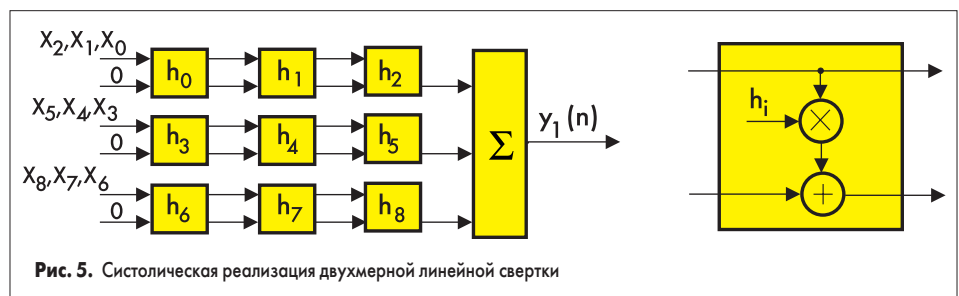 X₂,X₁,X₀
0
h₀ h₁ h₂
X₅,X₄,X₃
0
h₃ h₄ h₅
X₈,X₇,X₆
0
h₆ h₇ h₈
Σ
y₁ (n)
hᵢ
×
+
Рис. 5. Систолическая реализация двухмерной линейной свертки